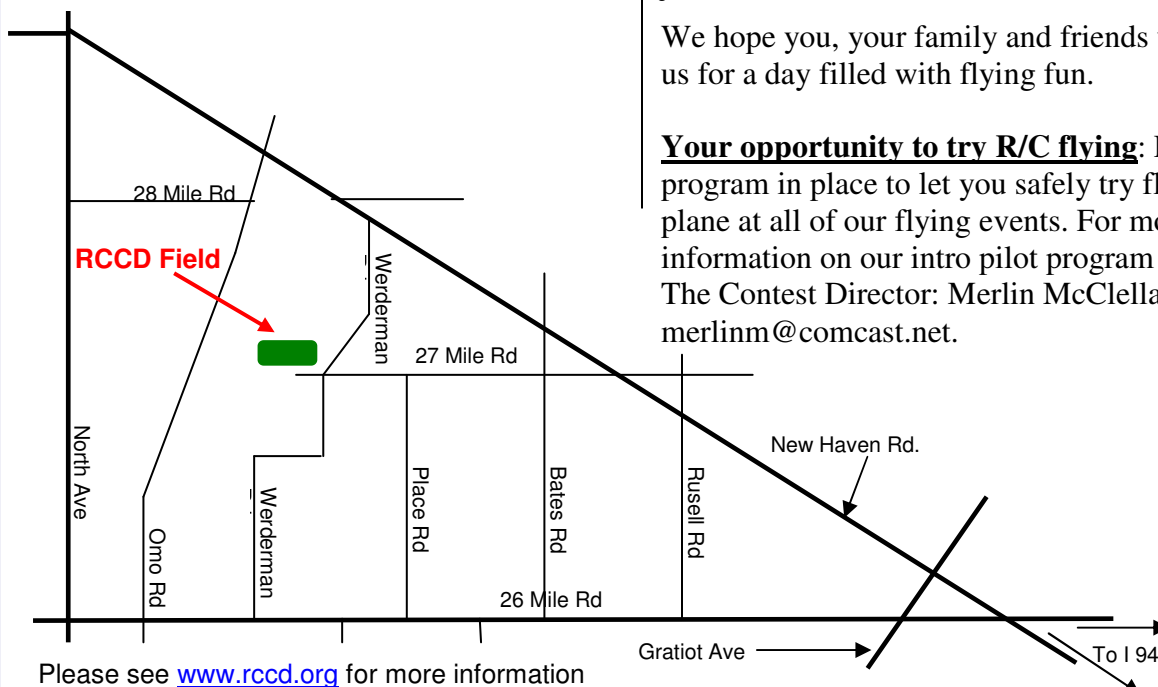 We hope you, your family and friends
us for a day filled with flying fun.
Your opportunity to try R/C flying:
program in place to let you safely try
plane at all of our flying events. For
information on our intro pilot program
The Contest Director: Merlin
merlinm@comcast.net.
28 Mile Rd
RCCD Field
Werderman
27 Mile Rd
North Ave
Omo Rd
Werderman
Place Rd
Bates Rd
Rusell Rd
New Haven Rd.
26 Mile Rd
Gratiot Ave
To I 94
Please see www.rccd.org for more information